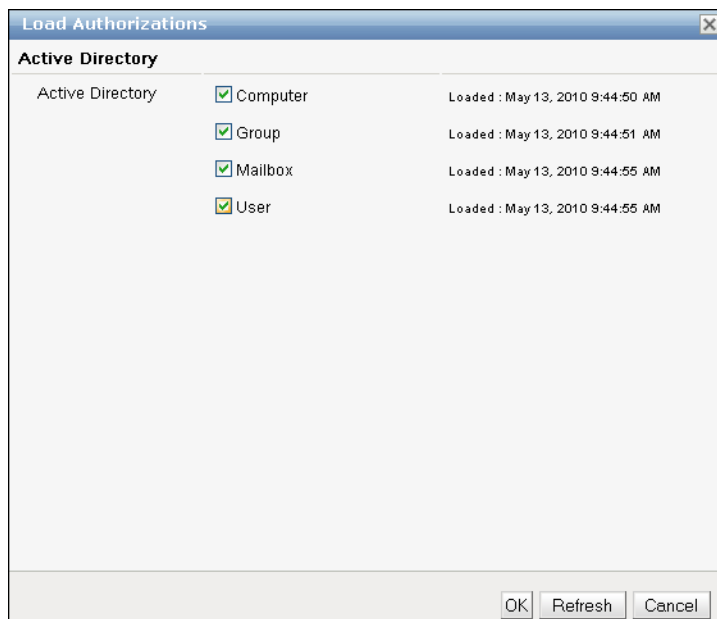 Load Authorizations
Active Directory
Active Directory Computer Loaded : May 13, 2010 9:44:50 AM
Group Loaded : May 13, 2010 9:44:51 AM
Mailbox Loaded : May 13, 2010 9:44:55 AM
User Loaded : May 13, 2010 9:44:55 AM
OK Refresh Cancel